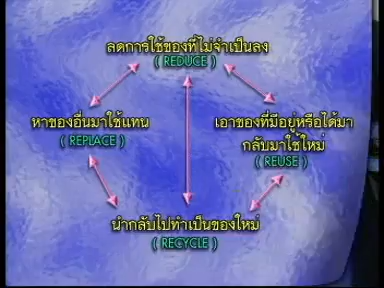 ลดการใช้ของที่ไม่จำเป็นลง
( REDUCE )
หาของอื่นมาใช้แทน
( REPLACE )
เอาของที่มีอยู่หรือได้มา
กลับมาใช้ใหม่
( REUSE )
นำกลับไปทำเป็นของใหม่
( RECYCLE )